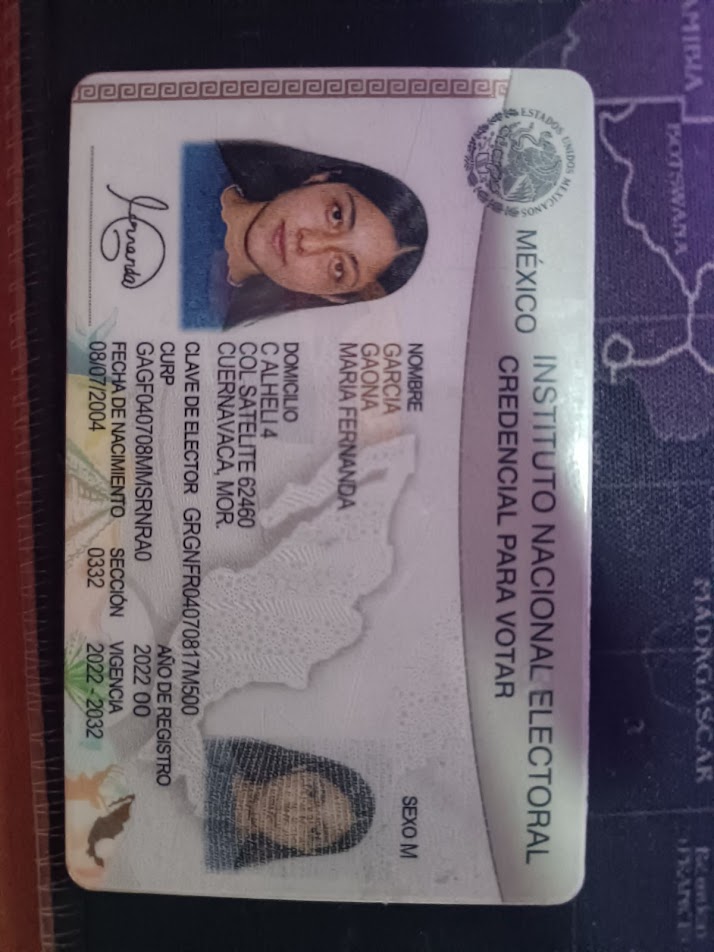 ESTADOS UNIDOS MEXICANOS
MÉXICO INSTITUTO NACIONAL ELECTORAL
CREDENCIAL PARA VOTAR
NOMBRE
GARCIA
GAONA
MARIA FERNANDA
SEXO M
DOMICILIO
C ALHELI 4
COL SATELITE 62460
CUERNAVACA, MOR.
CLAVE DE ELECTOR GRGNFR04070817M500
CURP
GAGF040708MMSRNRA0
AÑO DE REGISTRO
2022 00
FECHA DE NACIMIENTO
08/07/2004
SECCIÓN
0332
VIGENCIA
2022 - 2032
Fernanda
BOTSWANA
MADAGASCAR